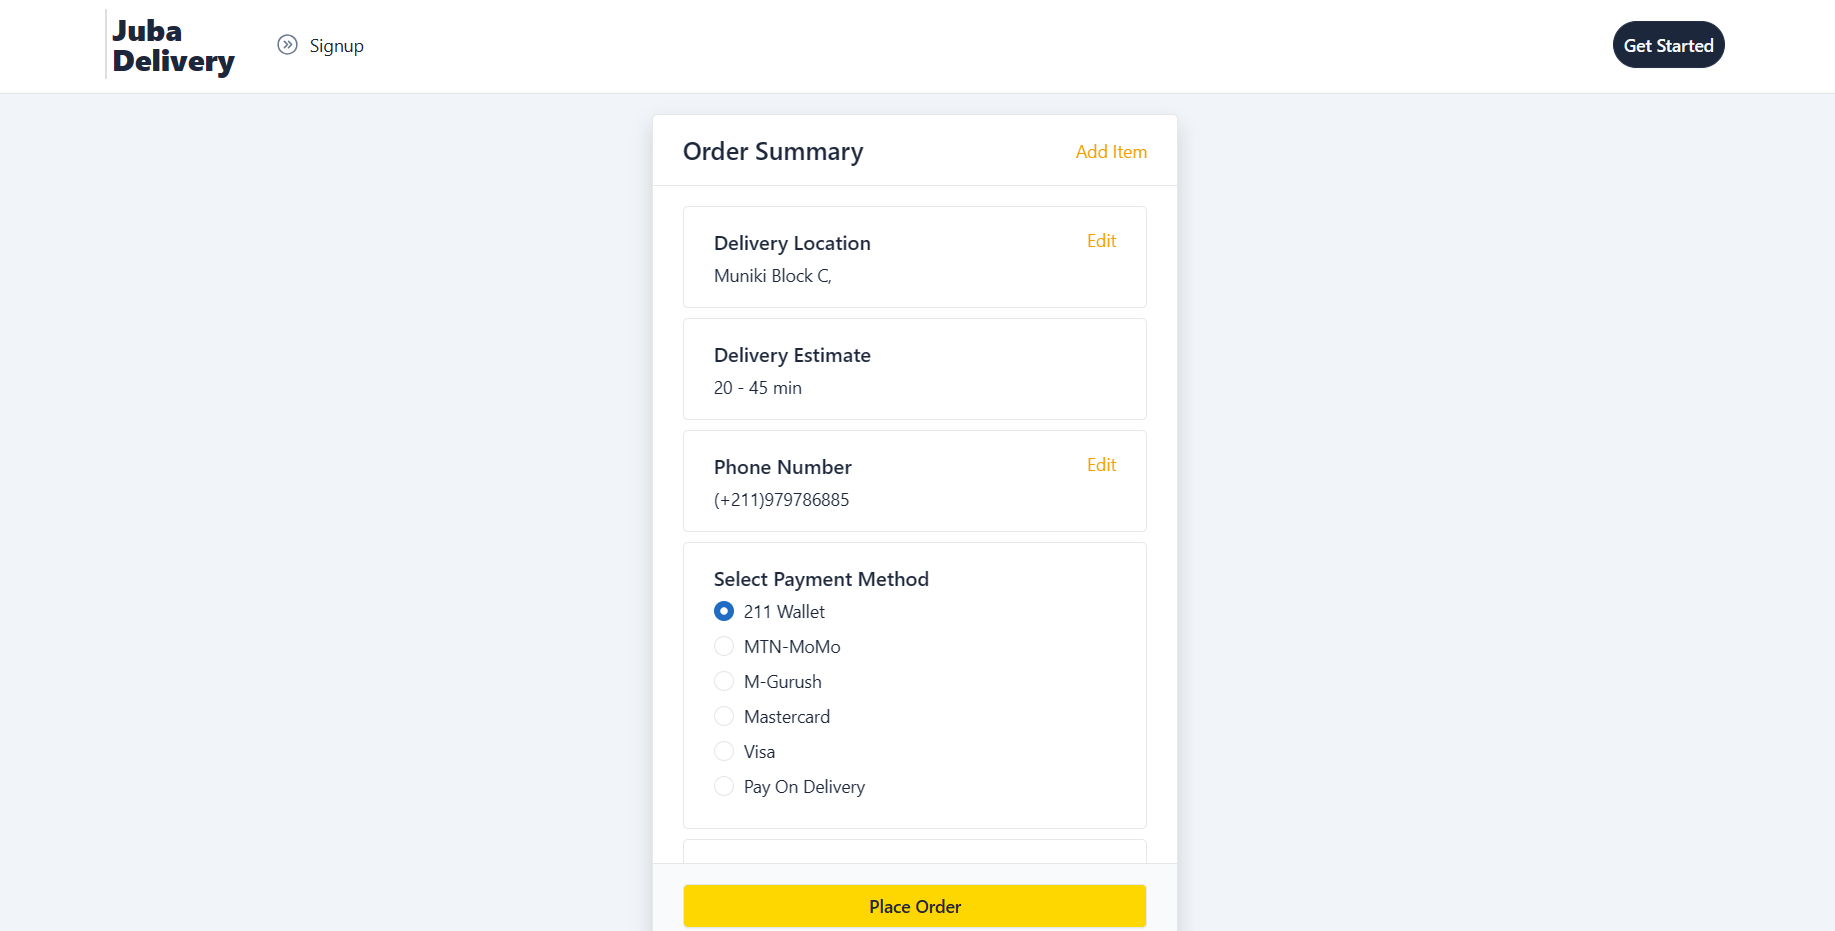 Juba
Delivery
Signup
Get Started
Order Summary
Add Item
Delivery Location
Edit
Muniki Block C,
Delivery Estimate
20 - 45 min
Phone Number
Edit
(+211)979786885
Select Payment Method
211 Wallet
MTN-MoMo
M-Gurush
Mastercard
Visa
Pay On Delivery
Place Order